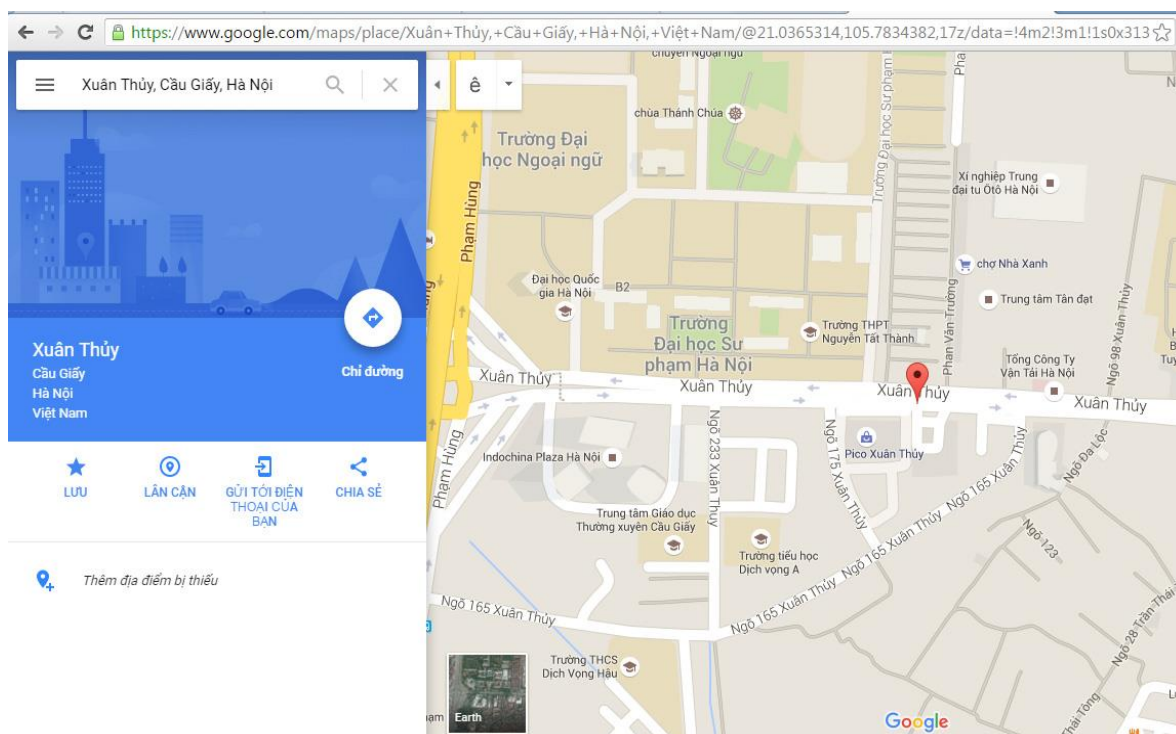 https://www.google.com/maps/place/Xuân+Thủy,+Cầu+Giấy,+Hà+Nội,+Việt+Nam/@21.0365314,105.7834382,17z/data=!4m2!3m1!1s0x313
Xuân Thủy, Cầu Giấy, Hà Nội
ê
Xuân Thủy
Cầu Giấy
Hà Nội
Việt Nam
Chỉ đường
LƯU
LÂN CẬN
GỬI TỚI ĐIỆN
THOẠI CỦA
BẠN
CHIA SẺ
Thêm địa điểm bị thiếu
chùa Thánh Chúa
Trường Đại
học Ngoại ngữ
Trường Đại học Sư phạm
Xí nghiệp Trung
đại tu Ôtô Hà Nội
Phạm Hùng
chợ Nhà Xanh
Đại học Quốc
gia Hà Nội
B2
Trung tâm Tân đạt
Trường
Đại học Sư
phạm Hà Nội
Trường THPT
Nguyễn Tất Thành
Phan Văn Trường
Ngõ 98 Xuân Thủy
Tổng Công Ty
Vận Tải Hà Nội
Xuân Thủy
Xuân Thủy
Xuân Thủy
Xuân Thủy
Phạm Hùng
Indochina Plaza Hà Nội
Ngõ 233 Xuân Thuy
Ngõ 175 Xuân Thủy
Pico Xuân Thủy
Ngõ 165 Xuân Thủy
Ngõ Đa Lộc
Trung tâm Giáo dục
Thường xuyên Cầu Giấy
Trường tiểu học
Dịch vọng A
Ngõ 165 Xuân Thủy
Ngõ 123
Ngõ 165 Xuân Thủy
Ngõ 165 Xuân Thủy
Trường THCS
Dịch Vọng Hậu
Earth
Google